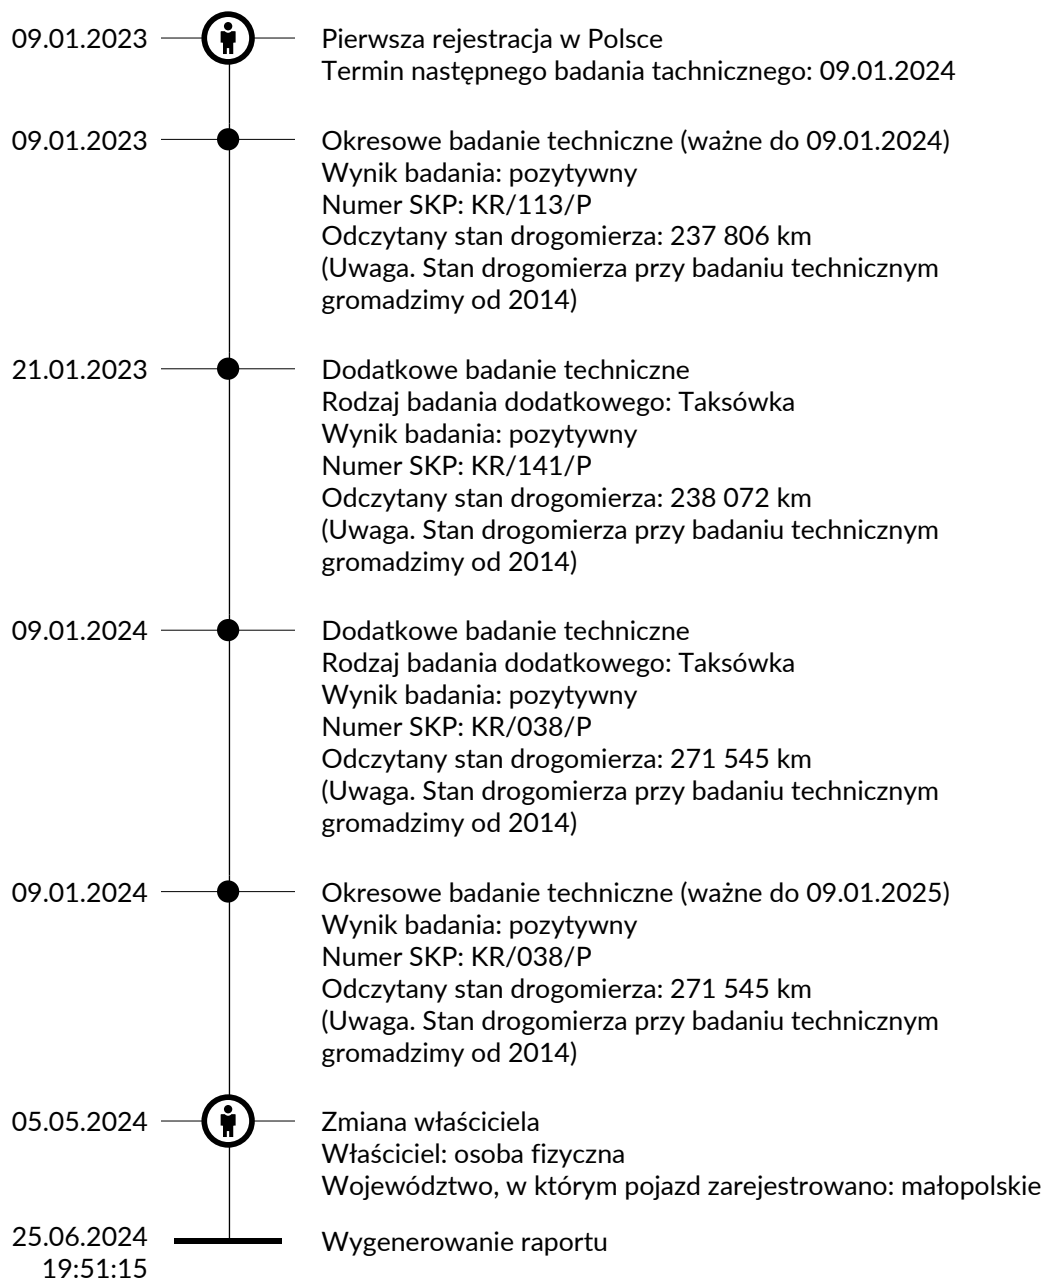 09.01.2023
Pierwsza rejestracja w Polsce
Termin następnego badania tachnicznego: 09.01.2024
09.01.2023
Okresowe badanie techniczne (ważne do 09.01.2024)
Wynik badania: pozytywny
Numer SKP: KR/113/P
Odczytany stan drogomierza: 237 806 km
(Uwaga. Stan drogomierza przy badaniu technicznym
gromadzimy od 2014)
21.01.2023
Dodatkowe badanie techniczne
Rodzaj badania dodatkowego: Taksówka
Wynik badania: pozytywny
Numer SKP: KR/141/P
Odczytany stan drogomierza: 238 072 km
(Uwaga. Stan drogomierza przy badaniu technicznym
gromadzimy od 2014)
09.01.2024
Dodatkowe badanie techniczne
Rodzaj badania dodatkowego: Taksówka
Wynik badania: pozytywny
Numer SKP: KR/038/P
Odczytany stan drogomierza: 271 545 km
(Uwaga. Stan drogomierza przy badaniu technicznym
gromadzimy od 2014)
09.01.2024
Okresowe badanie techniczne (ważne do 09.01.2025)
Wynik badania: pozytywny
Numer SKP: KR/038/P
Odczytany stan drogomierza: 271 545 km
(Uwaga. Stan drogomierza przy badaniu technicznym
gromadzimy od 2014)
05.05.2024
Zmiana właściciela
Właściciel: osoba fizyczna
Województwo, w którym pojazd zarejestrowano: małopolskie
25.06.2024
19:51:15
Wygenerowanie raportu